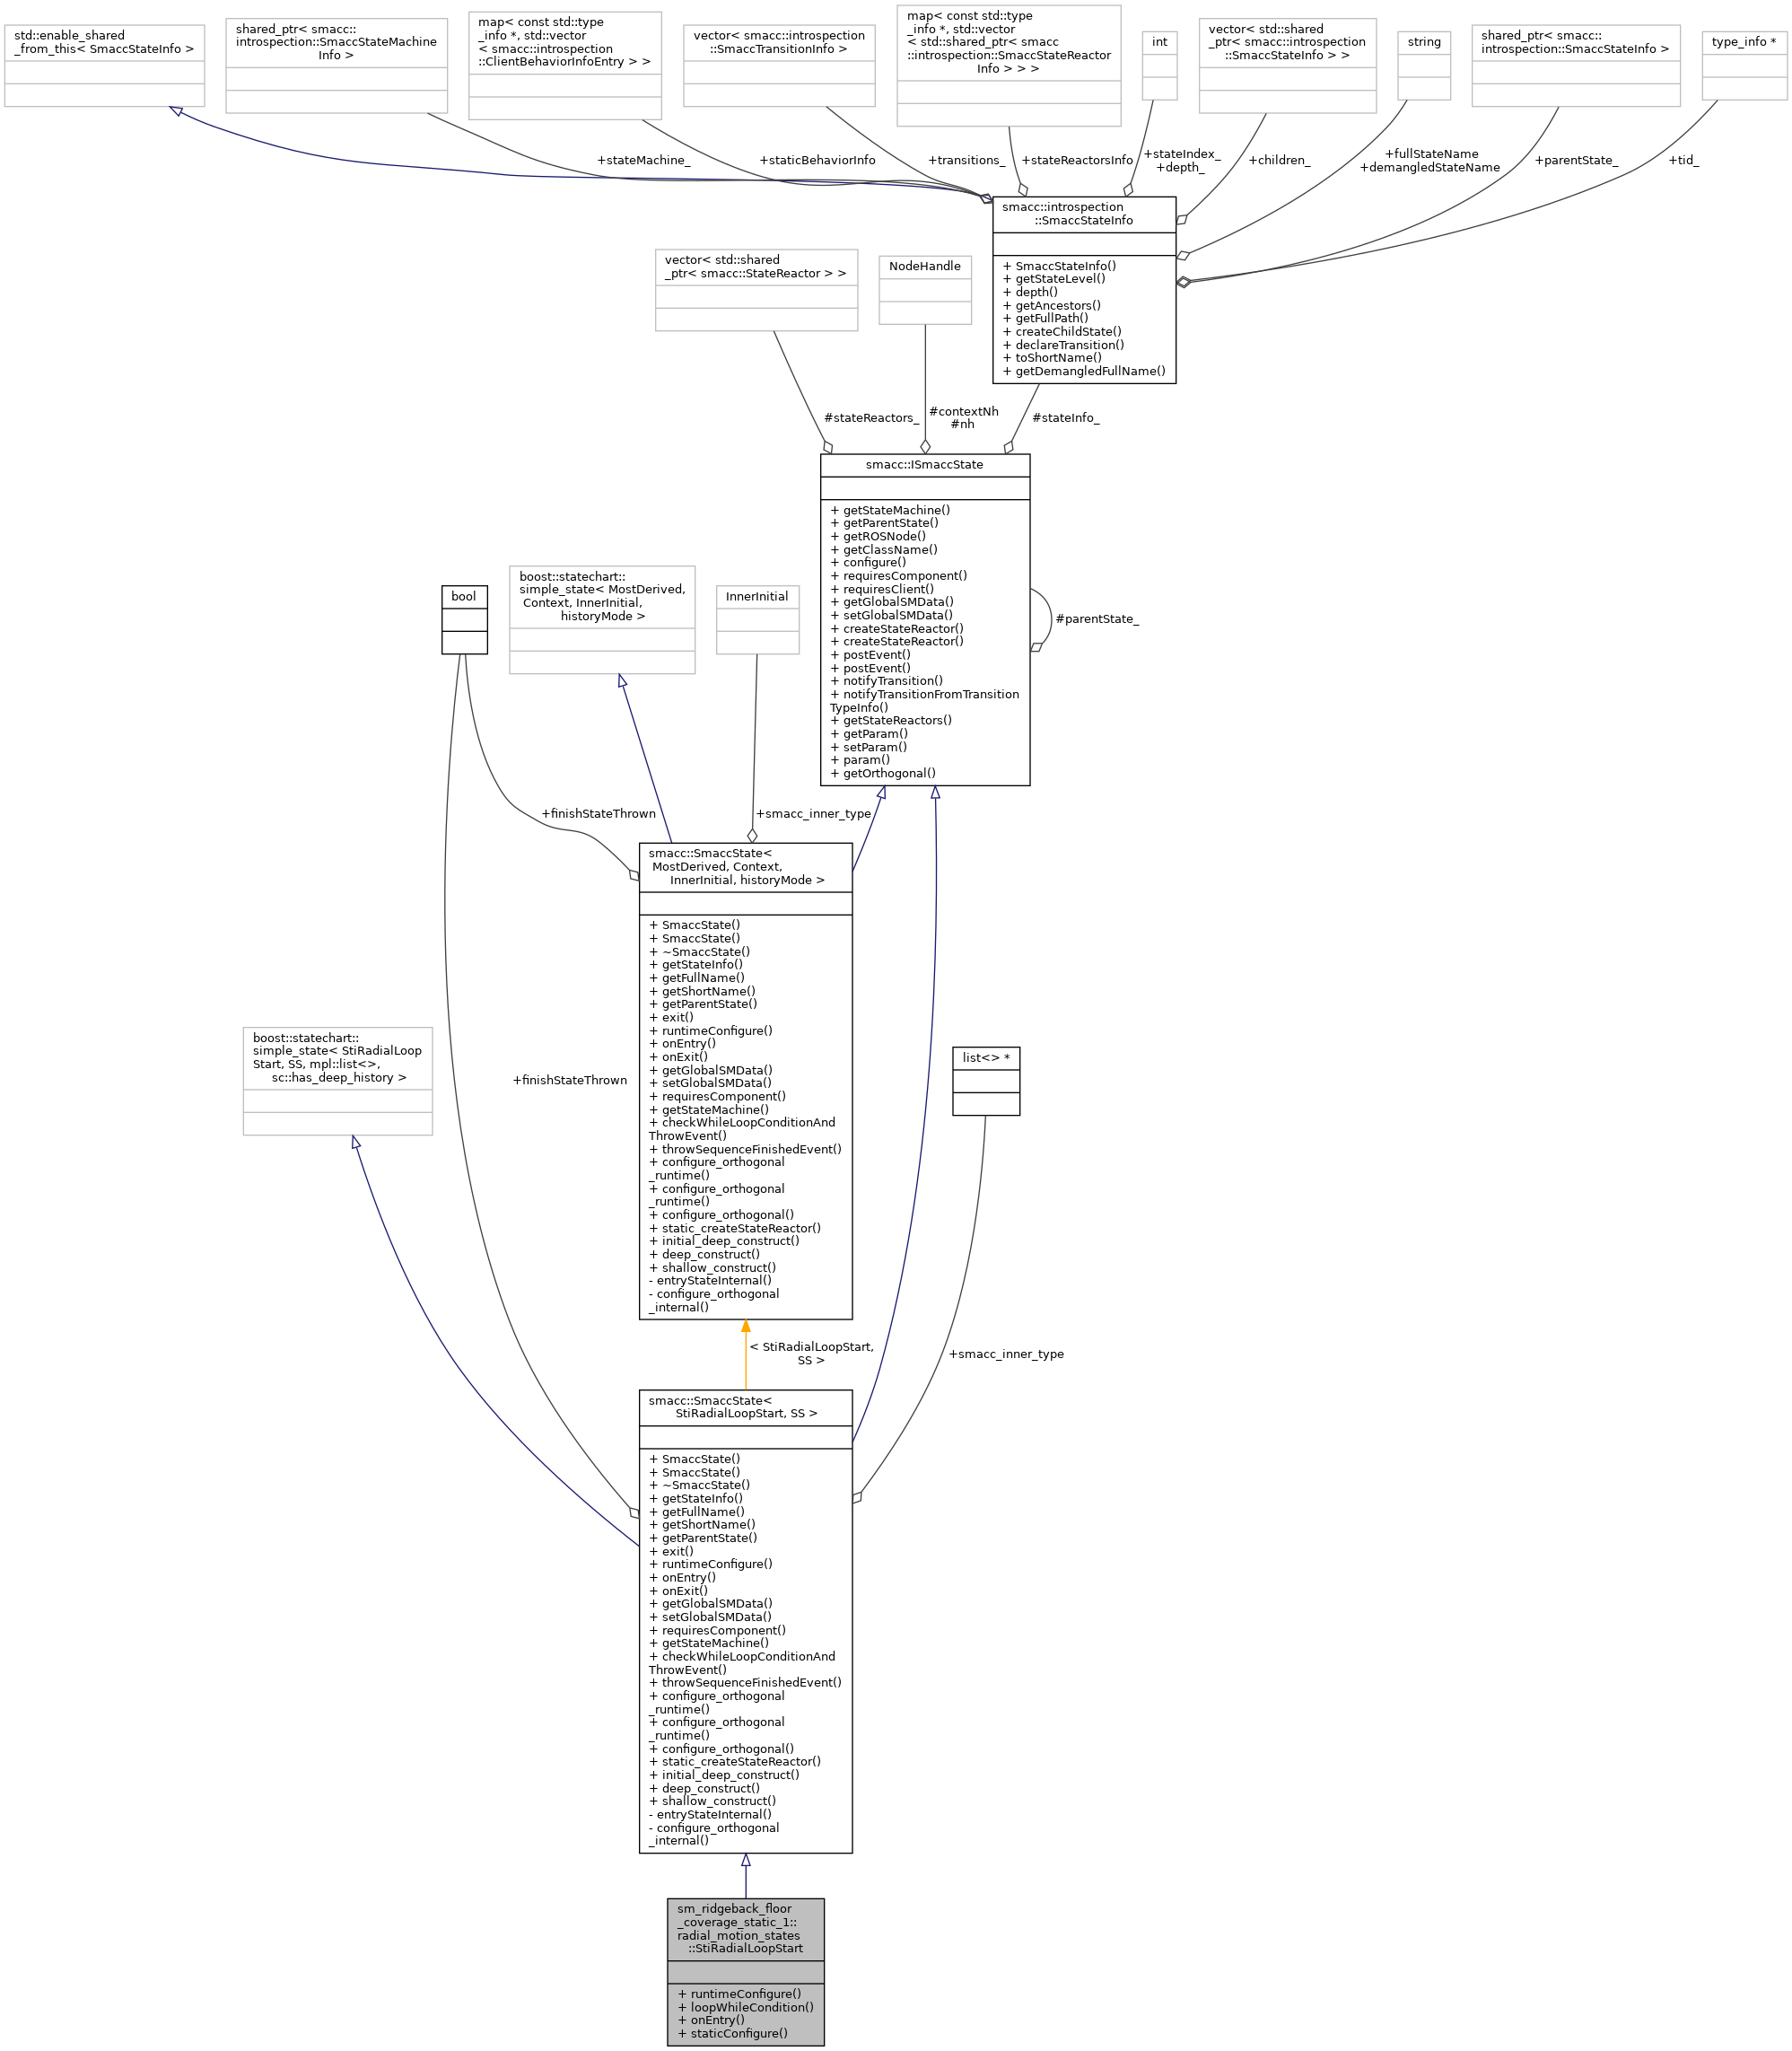 std::enable_shared
_from_this< SmaccStateInfo >
shared_ptr< smacc::
introspection::SmaccStateMachine
Info >
map< const std::type
_info *, std::vector
< smacc::introspection
::ClientBehaviorInfoEntry > >
vector< smacc::introspection
::SmaccTransitionInfo >
map< const std::type
_info *, std::vector
< std::shared_ptr< smacc
::introspection::SmaccStateReactor
Info > > >
int
vector< std::shared
_ptr< smacc::introspection
::SmaccStateInfo > >
string
shared_ptr< smacc::
introspection::SmaccStateInfo >
type_info *
+stateMachine_
+staticBehaviorInfo
+transitions_
+stateReactorsInfo
+stateIndex_
+depth_
+children_
+fullStateName
+demangledStateName
+parentState_
+tid_
smacc::introspection
::SmaccStateInfo
+ SmaccStateInfo()
+ getStateLevel()
+ depth()
+ getAncestors()
+ getFullPath()
+ createChildState()
+ declareTransition()
+ toShortName()
+ getDemangledFullName()
vector< std::shared
_ptr< smacc::StateReactor > >
NodeHandle
#stateReactors_
#contextNh
#nh
#stateInfo_
smacc::ISmaccState
+ getStateMachine()
+ getParentState()
+ getROSNode()
+ getClassName()
+ configure()
+ requiresComponent()
+ requiresClient()
+ getGlobalSMData()
+ setGlobalSMData()
+ createStateReactor()
+ createStateReactor()
+ postEvent()
+ postEvent()
+ notifyTransition()
+ notifyTransitionFromTransition
TypeInfo()
+ getStateReactors()
+ getParam()
+ setParam()
+ param()
+ getOrthogonal()
#parentState_
bool
boost::statechart::
simple_state< MostDerived,
Context, InnerInitial,
historyMode >
InnerInitial
+finishStateThrown
+smacc_inner_type
smacc::SmaccState<
MostDerived, Context,
InnerInitial, historyMode >
+ SmaccState()
+ SmaccState()
+ ~SmaccState()
+ getStateInfo()
+ getFullName()
+ getShortName()
+ getParentState()
+ exit()
+ runtimeConfigure()
+ onEntry()
+ onExit()
+ getGlobalSMData()
+ setGlobalSMData()
+ requiresComponent()
+ getStateMachine()
+ checkWhileLoopConditionAnd
ThrowEvent()
+ throwSequenceFinishedEvent()
+ configure_orthogonal
_runtime()
+ configure_orthogonal
_runtime()
+ configure_orthogonal()
+ static_createStateReactor()
+ initial_deep_construct()
+ deep_construct()
+ shallow_construct()
- entryStateInternal()
- configure_orthogonal
_internal()
boost::statechart::
simple_state< StiRadialLoop
Start, SS, mpl::list<>,
sc::has_deep_history >
+finishStateThrown
list<> *
< StiRadialLoopStart,
SS >
+smacc_inner_type
smacc::SmaccState<
StiRadialLoopStart, SS >
+ SmaccState()
+ SmaccState()
+ ~SmaccState()
+ getStateInfo()
+ getFullName()
+ getShortName()
+ getParentState()
+ exit()
+ runtimeConfigure()
+ onEntry()
+ onExit()
+ getGlobalSMData()
+ setGlobalSMData()
+ requiresComponent()
+ getStateMachine()
+ checkWhileLoopConditionAnd
ThrowEvent()
+ throwSequenceFinishedEvent()
+ configure_orthogonal
_runtime()
+ configure_orthogonal
_runtime()
+ configure_orthogonal()
+ static_createStateReactor()
+ initial_deep_construct()
+ deep_construct()
+ shallow_construct()
- entryStateInternal()
- configure_orthogonal
_internal()
sm_ridgeback_floor
_coverage_static_1::
radial_motion_states
::StiRadialLoopStart
+ runtimeConfigure()
+ loopWhileCondition()
+ onEntry()
+ staticConfigure()